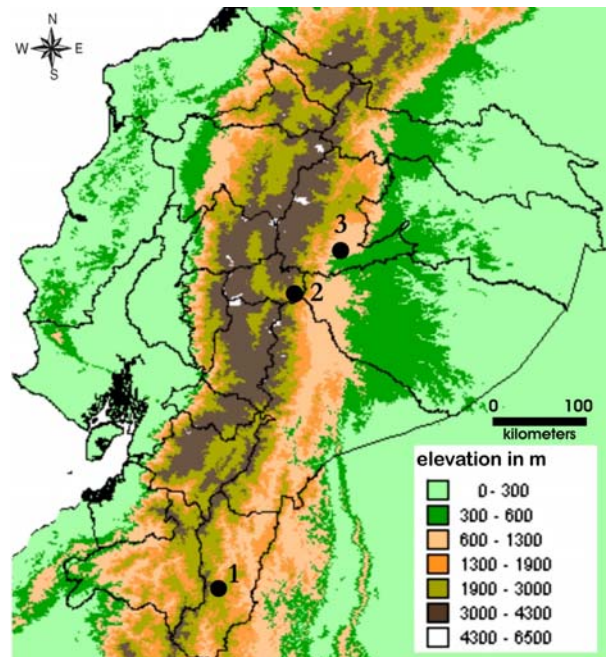 N
W E
S
3
2
0 100
kilometers
elevation in m
0 - 300
300 - 600
600 - 1300
1300 - 1900
1900 - 3000
3000 - 4300
4300 - 6500
1